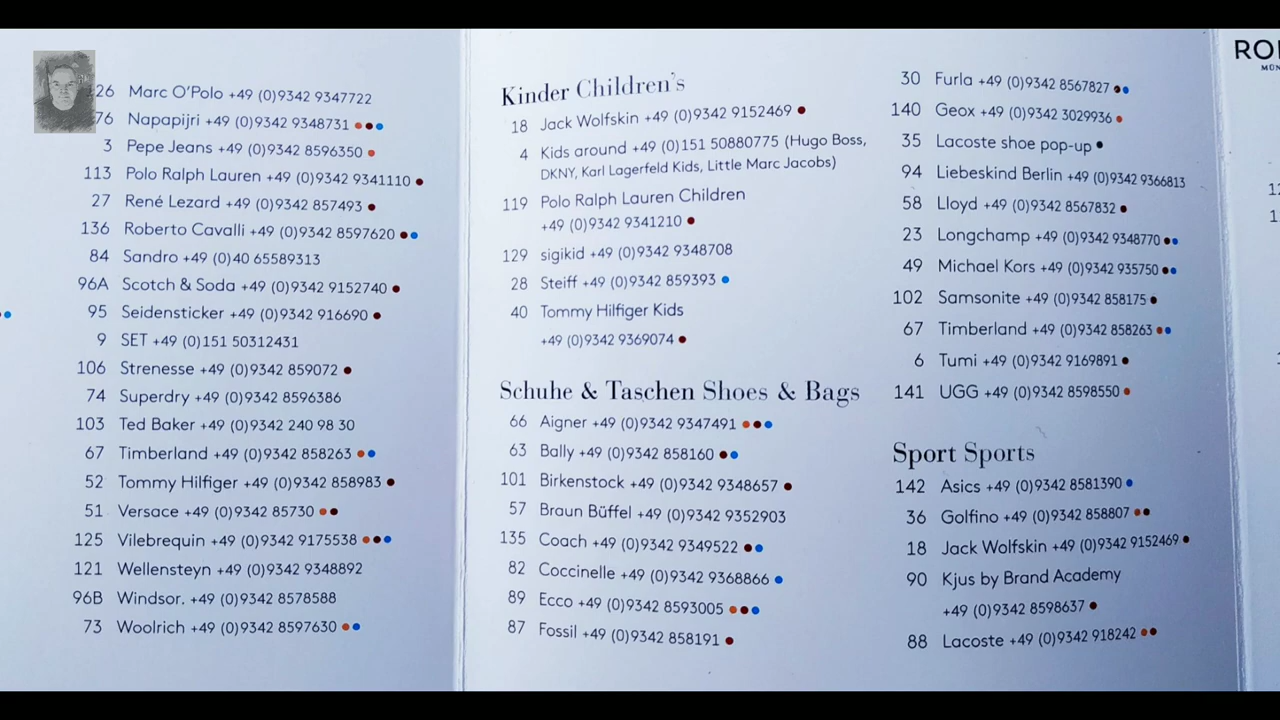 26 Marc O'Polo +49 (0)9342 9347722
76 Napapijri +49 (0)9342 9348731
3 Pepe Jeans +49 (0)9342 8596350
113 Polo Ralph Lauren +49 (0)9342 9341110
27 René Lezard +49 (0)9342 857493
136 Roberto Cavalli +49 (0)9342 8597620
84 Sandro +49 (0)40 65589313
96A Scotch & Soda +49 (0)9342 9152740
95 Seidensticker +49 (0)9342 916690
9 SET +49 (0)151 50312431
106 Strenesse +49 (0)9342 859072
74 Superdry +49 (0)9342 8596386
103 Ted Baker +49 (0)9342 240 98 30
67 Timberland +49 (0)9342 858263
52 Tommy Hilfiger +49 (0)9342 858983
51 Versace +49 (0)9342 85730
125 Vilebrequin +49 (0)9342 9175538
121 Wellensteyn +49 (0)9342 9348892
96B Windsor. +49 (0)9342 8578588
73 Woolrich +49 (0)9342 8597630
Kinder Children's
18 Jack Wolfskin +49 (0)9342 9152469
4 Kids around +49 (0)151 50880775 (Hugo Boss,
DKNY, Karl Lagerfeld Kids, Little Marc Jacobs)
119 Polo Ralph Lauren Children
+49 (0)9342 9341210
129 sigikid +49 (0)9342 9348708
28 Steiff +49 (0)9342 859393
40 Tommy Hilfiger Kids
+49 (0)9342 9369074
Schuhe & Taschen Shoes & Bags
66 Aigner +49 (0)9342 9347491
63 Bally +49 (0)9342 858160
101 Birkenstock +49 (0)9342 9348657
57 Braun Büffel +49 (0)9342 9352903
135 Coach +49 (0)9342 9349522
82 Coccinelle +49 (0)9342 9368866
89 Ecco +49 (0)9342 8593005
87 Fossil +49 (0)9342 858191
30 Furla +49 (0)9342 8567827
140 Geox +49 (0)9342 3029936
35 Lacoste shoe pop-up
94 Liebeskind Berlin +49 (0)9342 9366813
58 Lloyd +49 (0)9342 8567832
23 Longchamp +49 (0)9342 9348770
49 Michael Kors +49 (0)9342 935750
102 Samsonite +49 (0)9342 858175
67 Timberland +49 (0)9342 858263
6 Tumi +49 (0)9342 9169891
141 UGG +49 (0)9342 8598550
Sport Sports
142 Asics +49 (0)9342 8581390
36 Golfino +49 (0)9342 858807
18 Jack Wolfskin +49 (0)9342 9152469
90 Kjus by Brand Academy
+49 (0)9342 8598637
88 Lacoste +49 (0)9342 918242